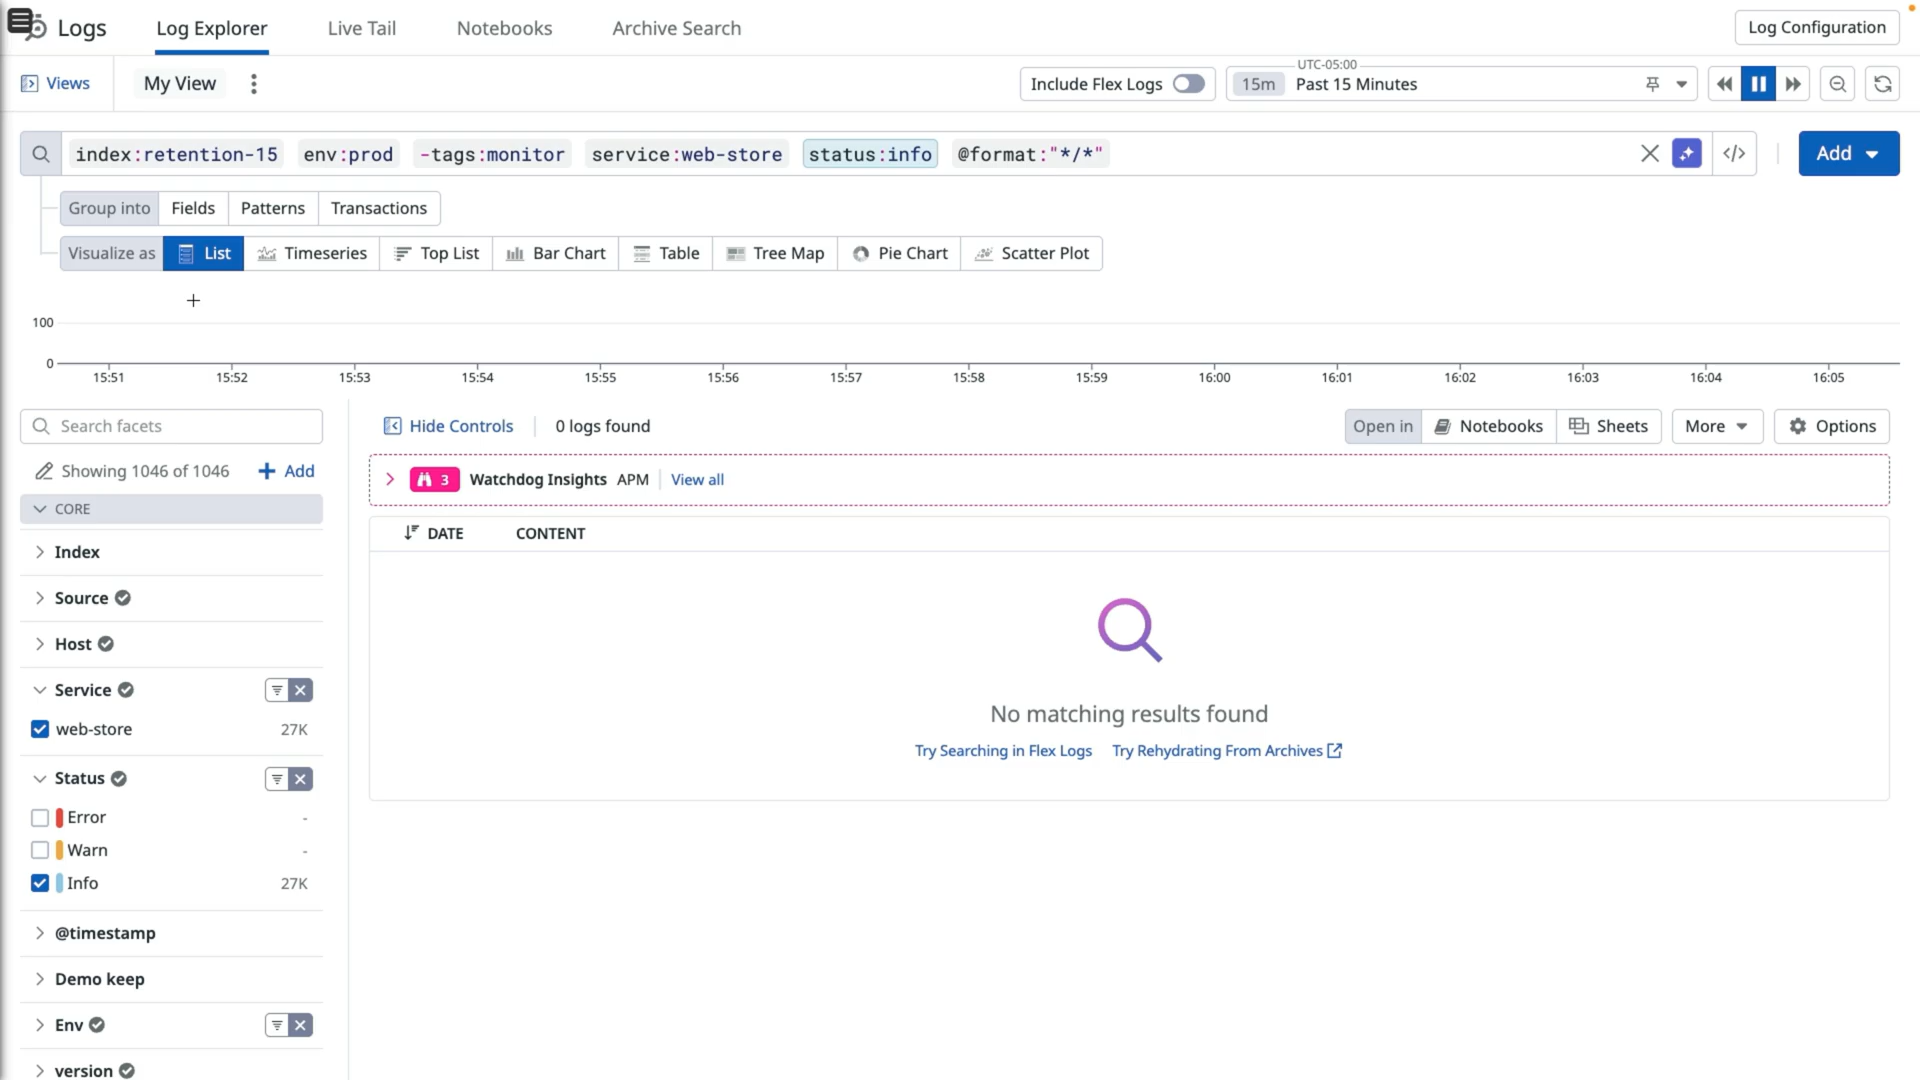 Logs
Log Explorer
Live Tail
Notebooks
Archive Search
Log Configuration
Views
My View
Include Flex Logs
UTC-05:00
15m Past 15 Minutes
index:retention-15 env:prod -tags:monitor service:web-store status:info @format:"*/*"
</>
Add
Group into Fields Patterns Transactions
Visualize as List Timeseries Top List Bar Chart Table Tree Map Pie Chart Scatter Plot
100
0
15:51 15:52 15:53 15:54 15:55 15:56 15:57 15:58 15:59 16:00 16:01 16:02 16:03 16:04 16:05
Search facets
Hide Controls
0 logs found
Open in Notebooks Sheets
More
Options
Showing 1046 of 1046
+ Add
3 Watchdog Insights APM View all
CORE
DATE CONTENT
Index
Source
Host
Service
web-store 27K
Status
Error -
Warn -
Info 27K
@timestamp
Demo keep
Env
version
No matching results found
Try Searching in Flex Logs Try Rehydrating From Archives